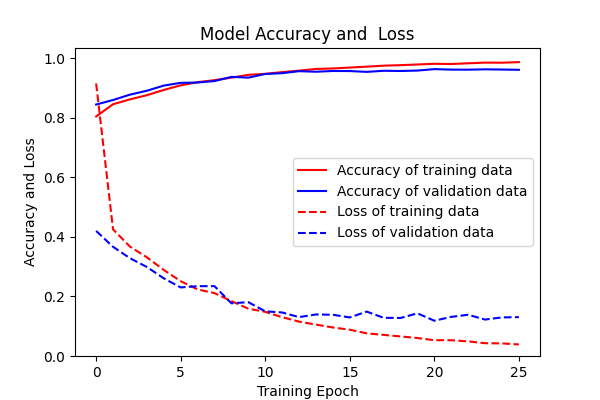 Model Accuracy and  Loss
Accuracy and Loss
1.0
0.8
0.6
0.4
0.2
0.0
Accuracy of training data
Accuracy of validation data
Loss of training data
Loss of validation data
0 5 10 15 20 25
Training Epoch